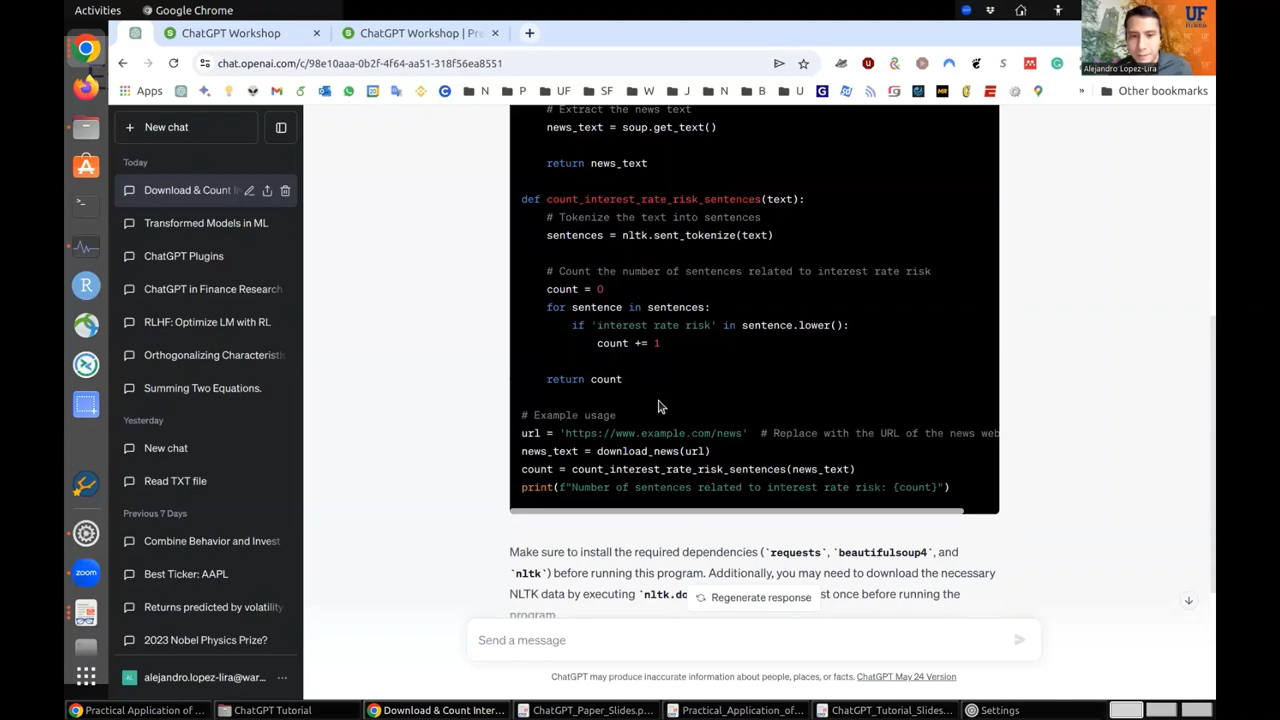 Activities
Google Chrome
ChatGPT Workshop
ChatGPT Workshop | Pre
chat.openai.com/c/98e10aaa-0b2f-4f64-aa51-318f56ea8551
Apps
N
P
UF
SF
W
J
N
B
U
Other bookmarks
UF
Alejandro Lopez-Lira
New chat
Today
Download & Count I
Transformed Models in ML
ChatGPT Plugins
ChatGPT in Finance Research
RLHF: Optimize LM with RL
Orthogonalizing Characteristi
Summing Two Equations.
Yesterday
New chat
Read TXT file
Previous 7 Days
Combine Behavior and Invest
Best Ticker: AAPL
Returns predicted by volatility
2023 Nobel Physics Prize?
alejandro.lopez-lira@war...
# Extract the news text
news_text = soup.get_text()
return news_text
def count_interest_rate_risk_sentences(text):
# Tokenize the text into sentences
sentences = nltk.sent_tokenize(text)
# Count the number of sentences related to interest rate risk
count = 0
for sentence in sentences:
if 'interest rate risk' in sentence.lower():
count += 1
return count
# Example usage
url = 'https://www.example.com/news'  # Replace with the URL of the news web
news_text = download_news(url)
count = count_interest_rate_risk_sentences(news_text)
print(f"Number of sentences related to interest rate risk: {count}")
Make sure to install the required dependencies (`requests`, `beautifulsoup4`, and
`nltk`) before running this program. Additionally, you may need to download the necessary
NLTK data by executing `nltk.do
st once before running the
program.
Regenerate response
Send a message
ChatGPT may produce inaccurate information about people, places, or facts. ChatGPT May 24 Version
Practical Application of ...
ChatGPT Tutorial
Download & Count Inter...
ChatGPT_Paper_Slides.p...
Practical_Application_of...
ChatGPT_Tutorial_Slides...
Settings